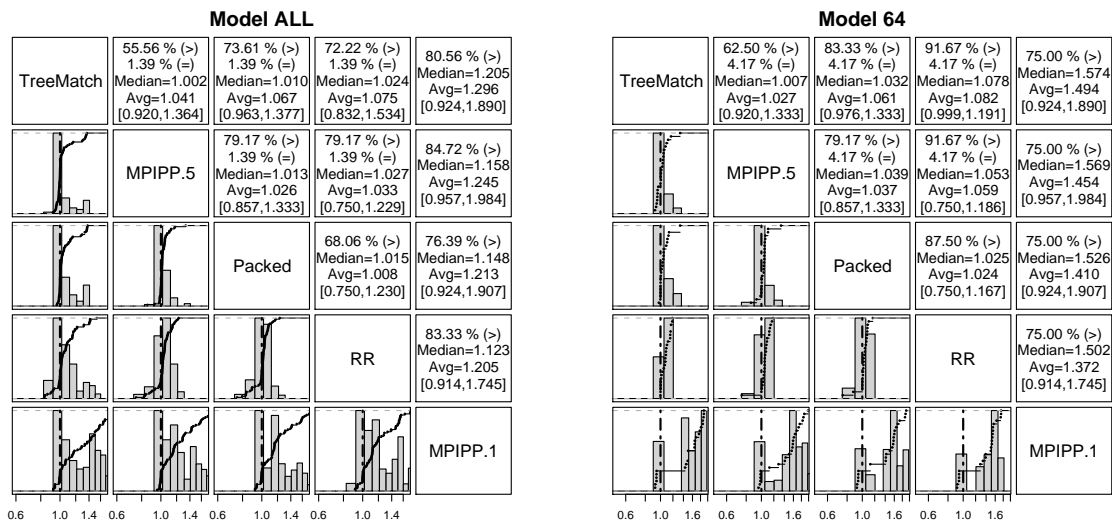 Model ALL
TreeMatch
55.56 % (>)
1.39 % (=)
Median=1.002
Avg=1.041
[0.920,1.364]
73.61 % (>)
1.39 % (=)
Median=1.010
Avg=1.067
[0.963,1.377]
72.22 % (>)
1.39 % (=)
Median=1.024
Avg=1.075
[0.832,1.534]
80.56 % (>)
Median=1.205
Avg=1.296
[0.924,1.890]
MPIPP.5
79.17 % (>)
1.39 % (=)
Median=1.013
Avg=1.026
[0.857,1.333]
79.17 % (>)
1.39 % (=)
Median=1.027
Avg=1.033
[0.750,1.229]
84.72 % (>)
Median=1.158
Avg=1.245
[0.957,1.984]
Packed
68.06 % (>)
Median=1.015
Avg=1.008
[0.750,1.230]
76.39 % (>)
Median=1.148
Avg=1.213
[0.924,1.907]
RR
83.33 % (>)
Median=1.123
Avg=1.205
[0.914,1.745]
MPIPP.1
0.6 1.0 1.4
0.6 1.0 1.4
0.6 1.0 1.4
0.6 1.0 1.4
Model 64
TreeMatch
62.50 % (>)
4.17 % (=)
Median=1.007
Avg=1.027
[0.920,1.333]
83.33 % (>)
4.17 % (=)
Median=1.032
Avg=1.061
[0.976,1.333]
91.67 % (>)
4.17 % (=)
Median=1.078
Avg=1.082
[0.999,1.191]
75.00 % (>)
Median=1.574
Avg=1.494
[0.924,1.890]
MPIPP.5
79.17 % (>)
4.17 % (=)
Median=1.039
Avg=1.037
[0.857,1.333]
91.67 % (>)
4.17 % (=)
Median=1.053
Avg=1.059
[0.750,1.186]
75.00 % (>)
Median=1.569
Avg=1.454
[0.957,1.984]
Packed
87.50 % (>)
Median=1.025
Avg=1.024
[0.750,1.167]
75.00 % (>)
Median=1.526
Avg=1.410
[0.924,1.907]
RR
75.00 % (>)
Median=1.502
Avg=1.372
[0.914,1.745]
MPIPP.1
0.6 1.0 1.6
0.6 1.0 1.6
0.6 1.0 1.6
0.6 1.0 1.6